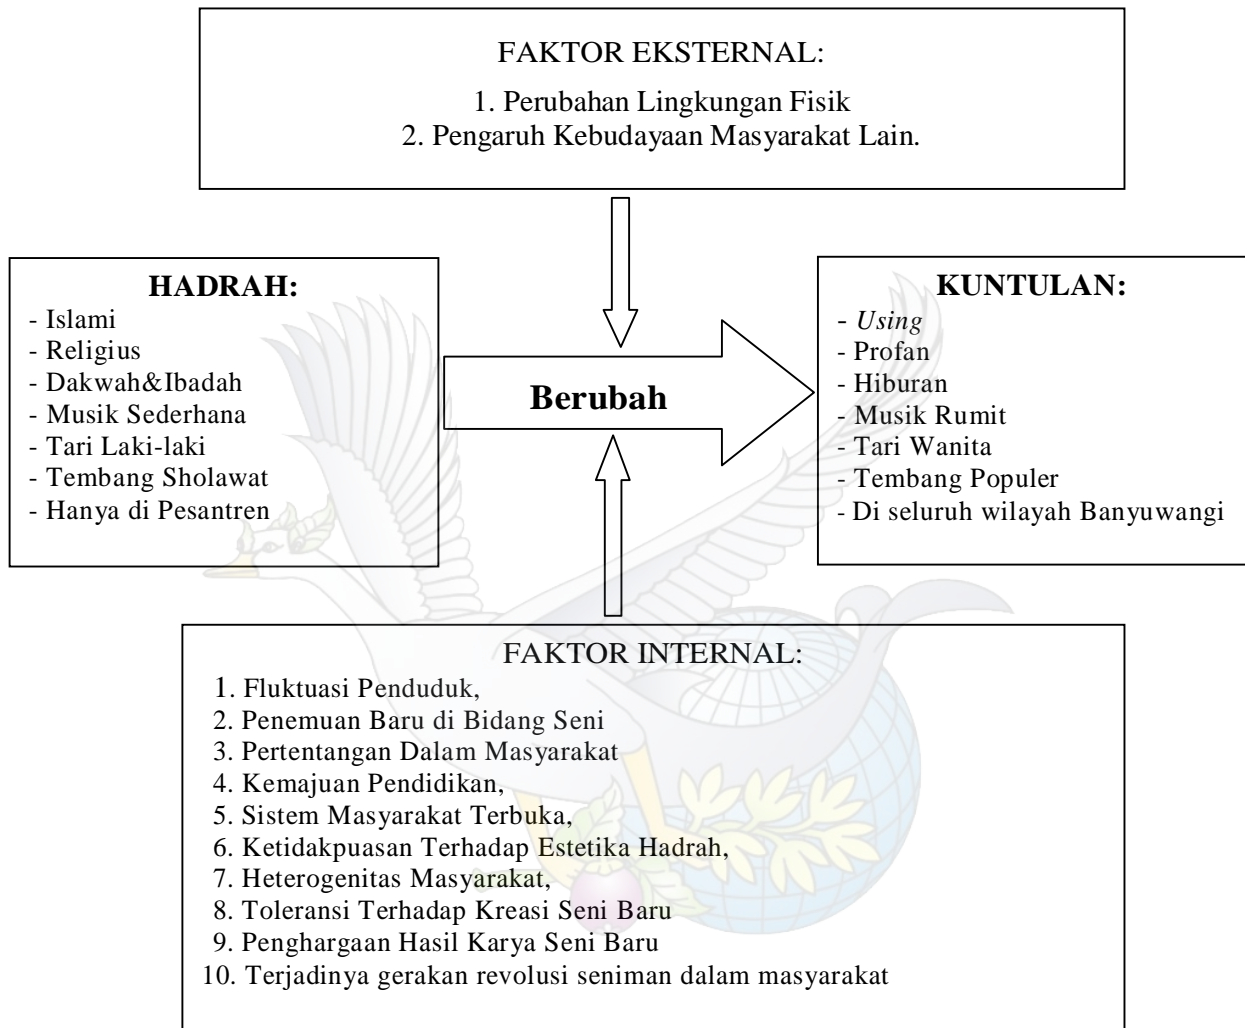 FAKTOR EKSTERNAL:
1. Perubahan Lingkungan Fisik
2. Pengaruh Kebudayaan Masyarakat Lain.
HADRAH:
- Islami
- Religius
- Dakwah&Ibadah
- Musik Sederhana
- Tari Laki-laki
- Tembang Sholawat
- Hanya di Pesantren
Berubah
KUNTULAN:
- Using
- Profan
- Hiburan
- Musik Rumit
- Tari Wanita
- Tembang Populer
- Di seluruh wilayah Banyuwangi
FAKTOR INTERNAL:
1. Fluktuasi Penduduk,
2. Penemuan Baru di Bidang Seni
3. Pertentangan Dalam Masyarakat
4. Kemajuan Pendidikan,
5. Sistem Masyarakat Terbuka,
6. Ketidakpuasan Terhadap Estetika Hadrah,
7. Heterogenitas Masyarakat,
8. Toleransi Terhadap Kreasi Seni Baru
9. Penghargaan Hasil Karya Seni Baru
10. Terjadinya gerakan revolusi seniman dalam masyarakat